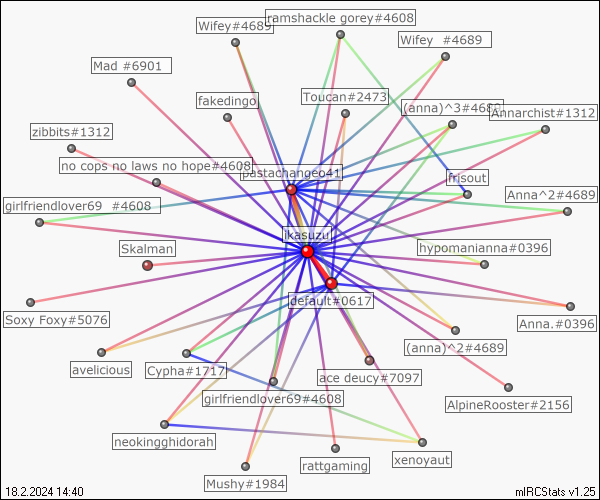 Wifey#4689
ramshackle gorey#4608
Wifey #4689
Mad #6901
fakedingo
Toucan#2473
(anna)^3#4689
Annarchist#1312
zibbits#1312
no cops no laws no hope#4608
pastachangeo41
frisout
Anna^2#4689
girlfriendlover69 #4608
ikasuzu
Skalman
hypomanianna#0396
default#0617
Soxy Foxy#5076
Anna.#0396
(anna)^2#4689
avelicious
Cypha#1717
ace deucy#7097
girlfriendlover69#4608
AlpineRooster#2156
neokingghidorah
xenoyaut
rattgaming
Mushy#1984
18.2.2024 14:40
mIRCStats v1.25